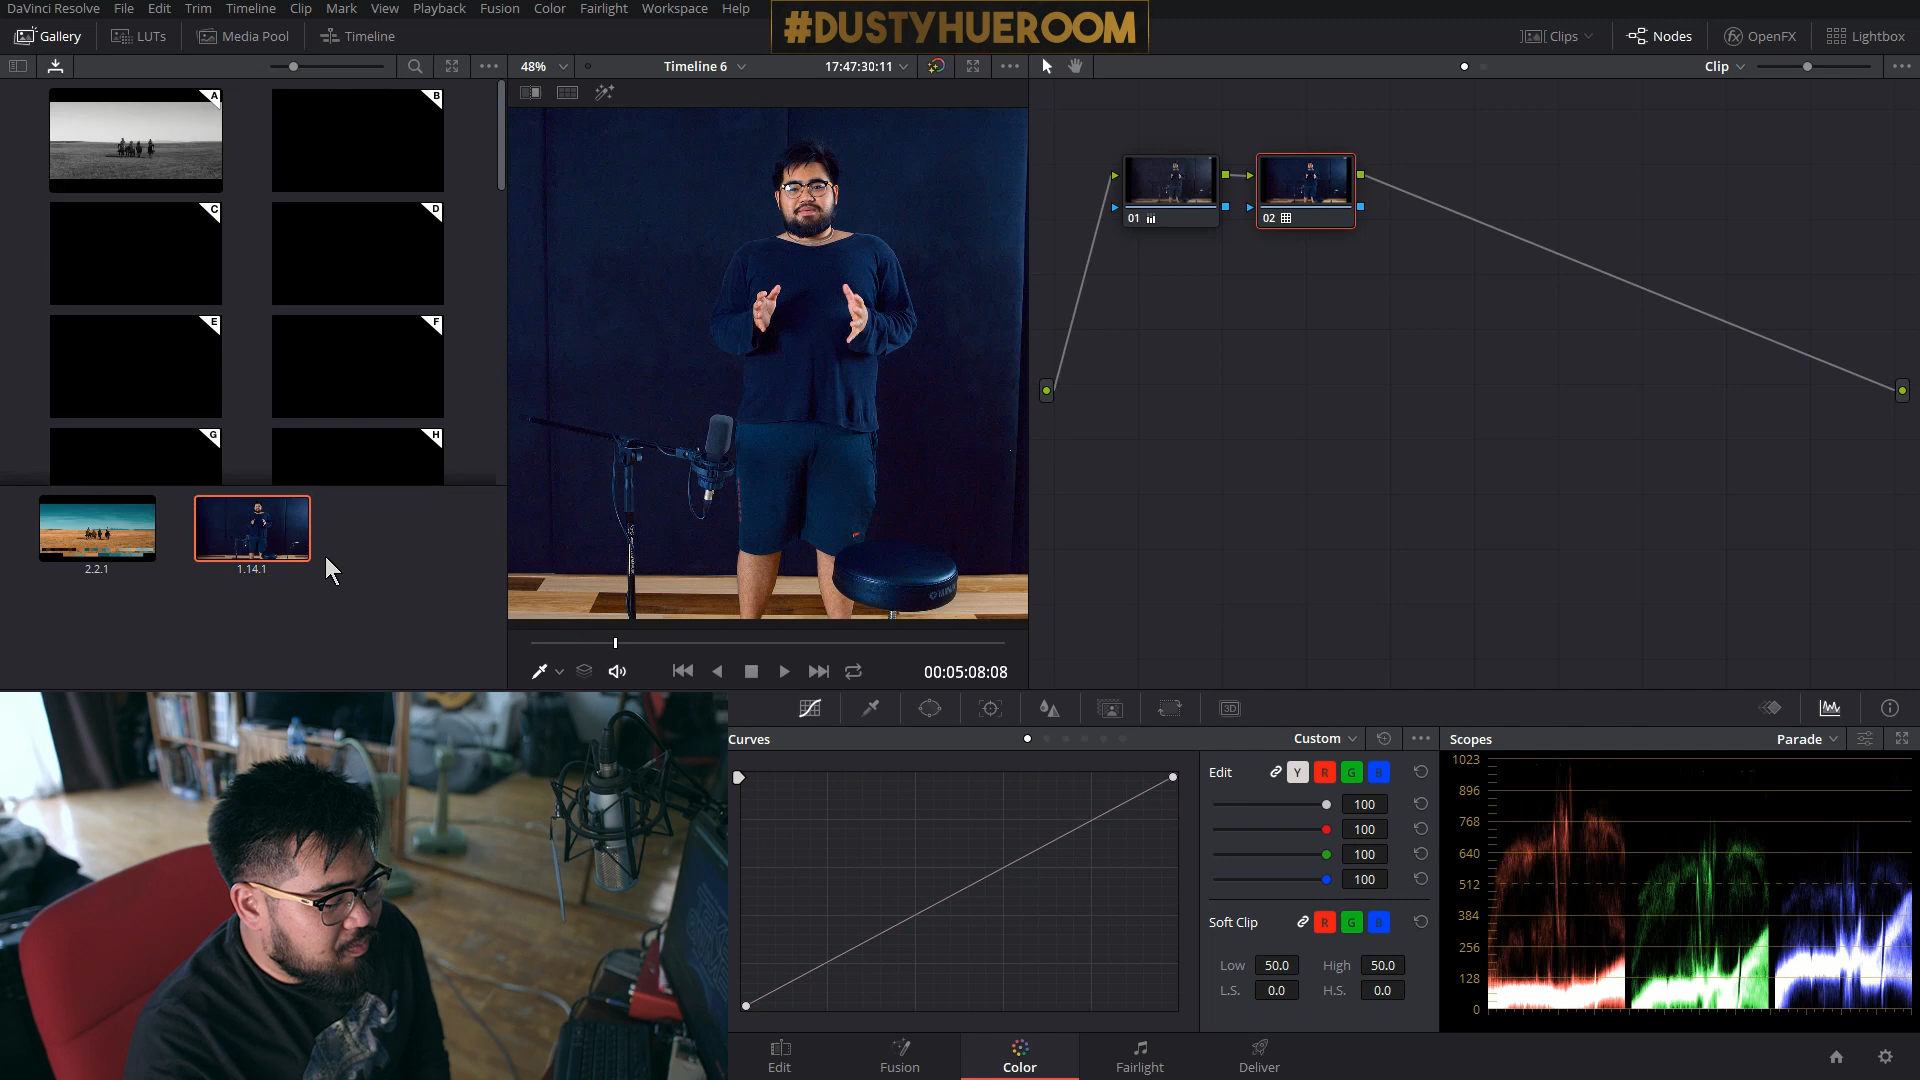 DaVinci Resolve File Edit Trim Timeline Clip Mark View Playback Fusion Color Fairlight Workspace Help
#DUSTYHUEROOM
Gallery LUTs Media Pool Timeline
Clips Nodes OpenFX Lightbox
48% Timeline 6 17:47:30:11
Clip
A B
C D
E F
G H
01 02
2.2.1 1.14.1
00:05:08:08
3D
Curves Custom
Edit Y R G B
100
100
100
100
Soft Clip R G B
Low 50.0 High 50.0
L.S. 0.0 H.S. 0.0
Scopes Parade
1023
896
768
640
512
384
256
128
0
Edit Fusion Color Fairlight Deliver